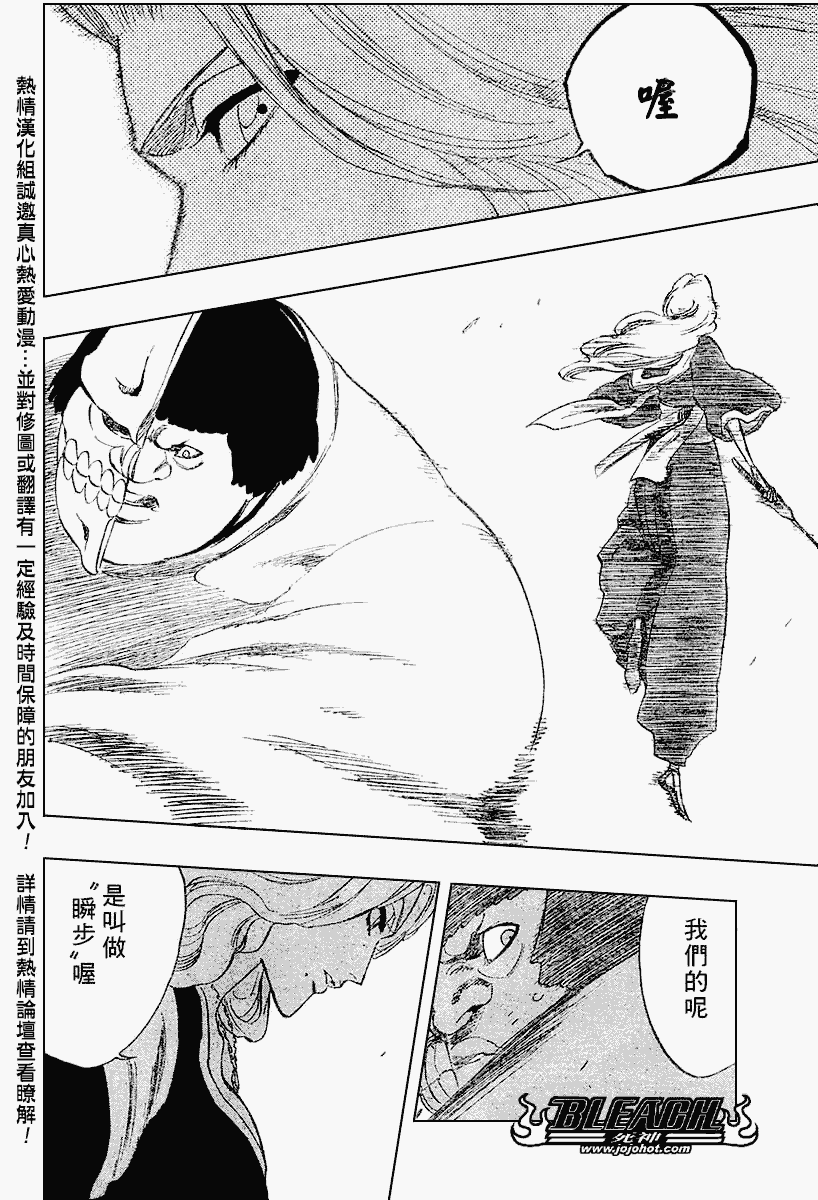 喔
我們的呢
是叫做
〝瞬步〞喔
熱情漢化組誠邀真心熱愛動漫…並對修圖或翻譯有一定經驗及時間保障的朋友加入！詳情請到熱情論壇查看瞭解！
BLEACH
死神
www.jojohot.com